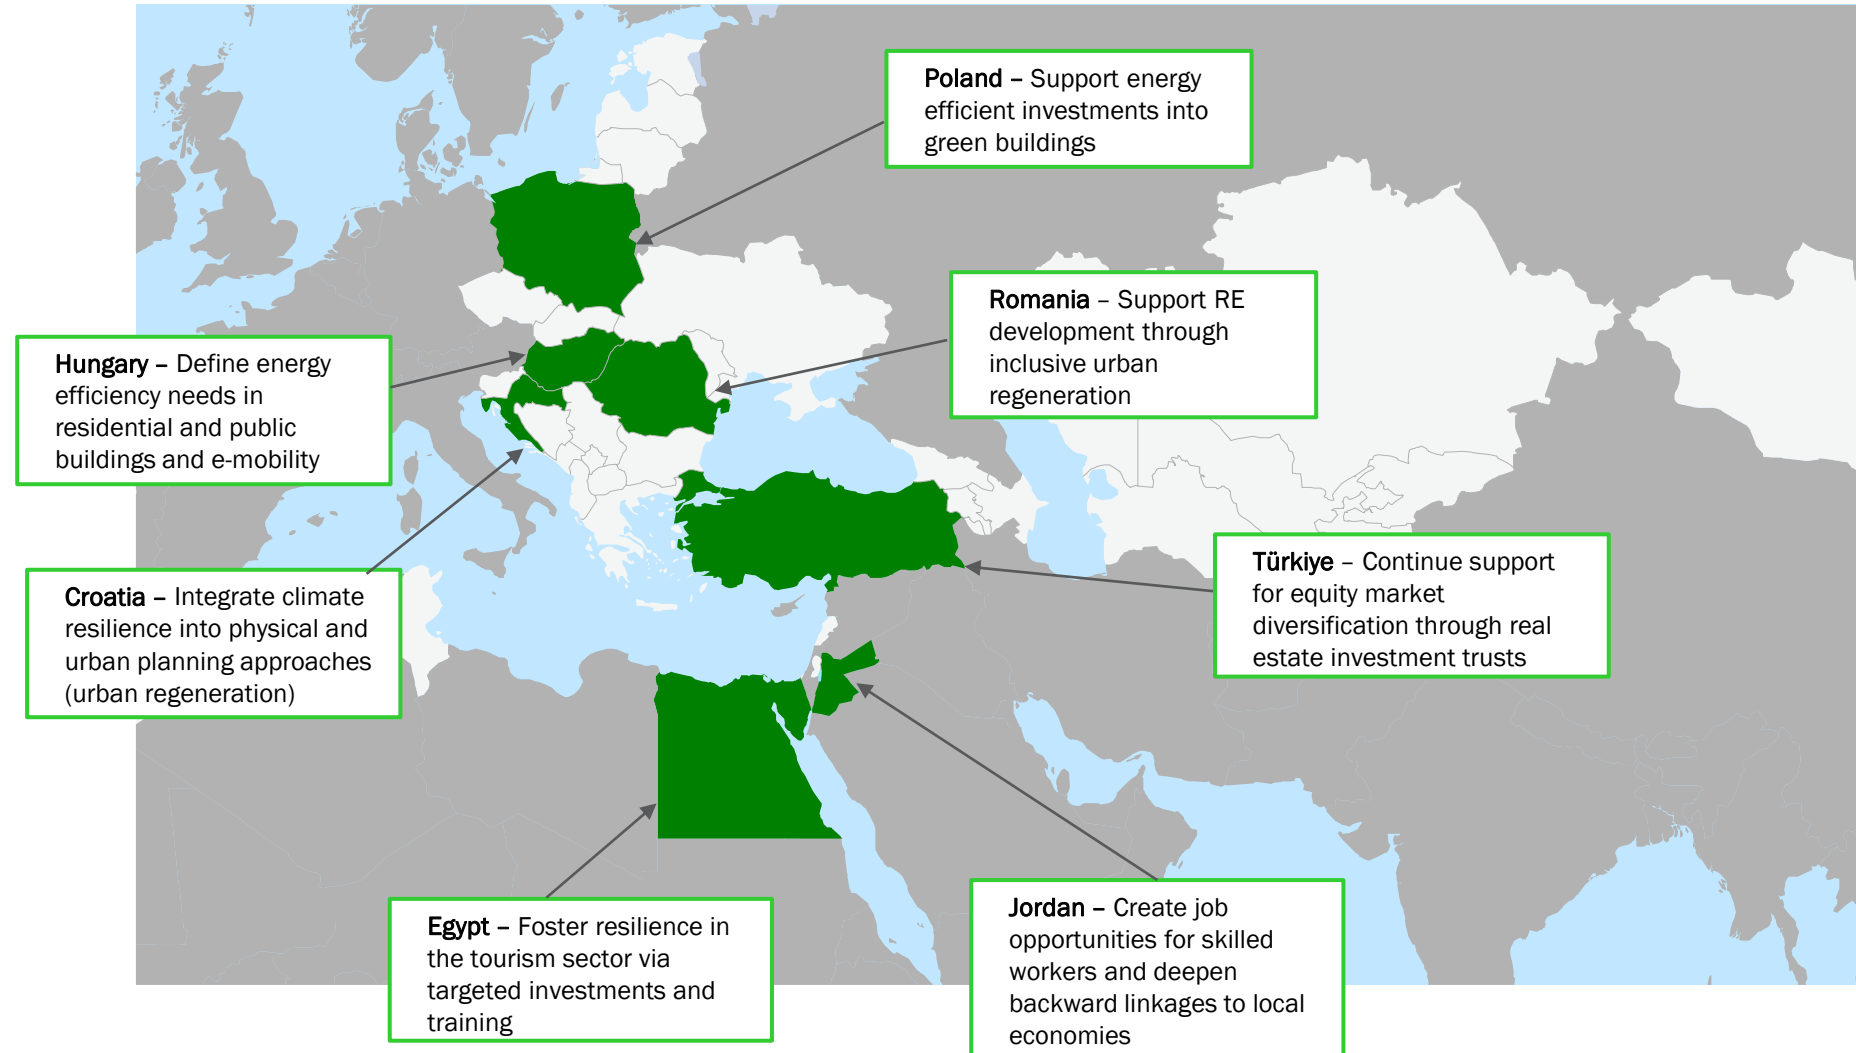 Poland – Support energy
efficient investments into
green buildings
Romania – Support RE
development through
inclusive urban
regeneration
Hungary – Define energy
efficiency needs in
residential and public
buildings and e-mobility
Türkiye – Continue support
for equity market
diversification through real
estate investment trusts
Croatia – Integrate climate
resilience into physical and
urban planning approaches
(urban regeneration)
Egypt – Foster resilience in
the tourism sector via
targeted investments and
training
Jordan – Create job
opportunities for skilled
workers and deepen
backward linkages to local
economies